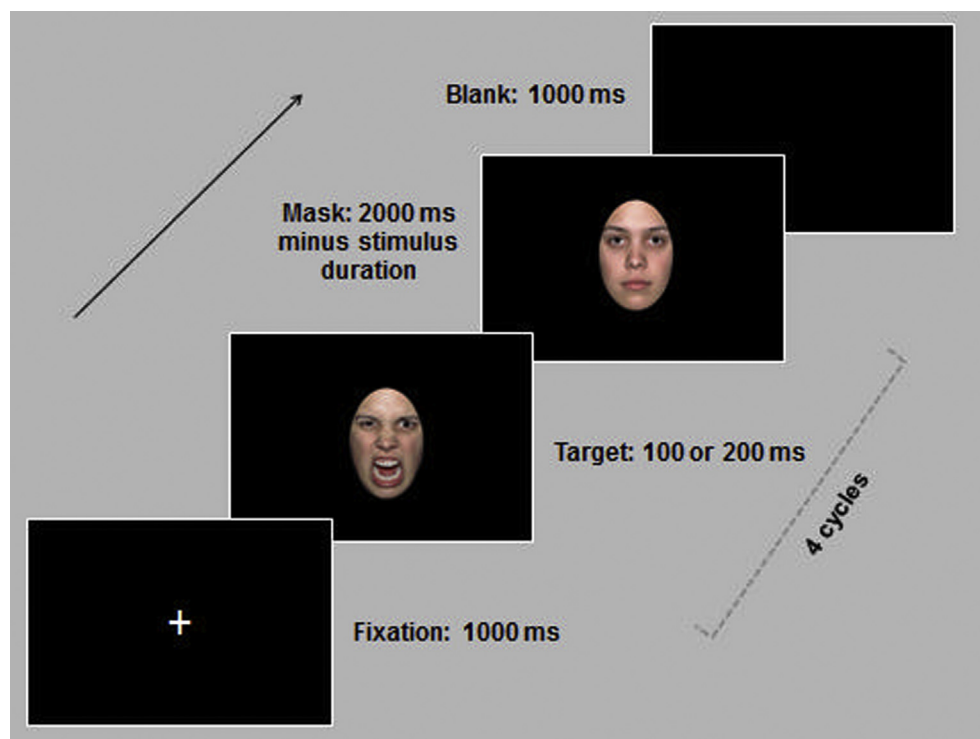 Blank: 1000 ms
Mask: 2000 ms
minus stimulus
duration
Target: 100 or 200 ms
4 cycles
Fixation: 1000 ms